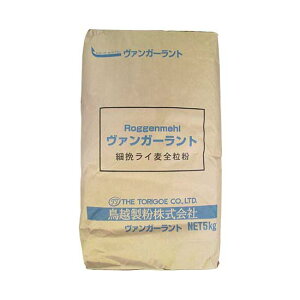 ヴァンガーラント
Roggenmehl
ヴァンガーラント
細挽ライ麦全粒粉
THE TORIGOE CO., LTD.
鳥越製粉株式会社
ヴァンガーラント NET5kg